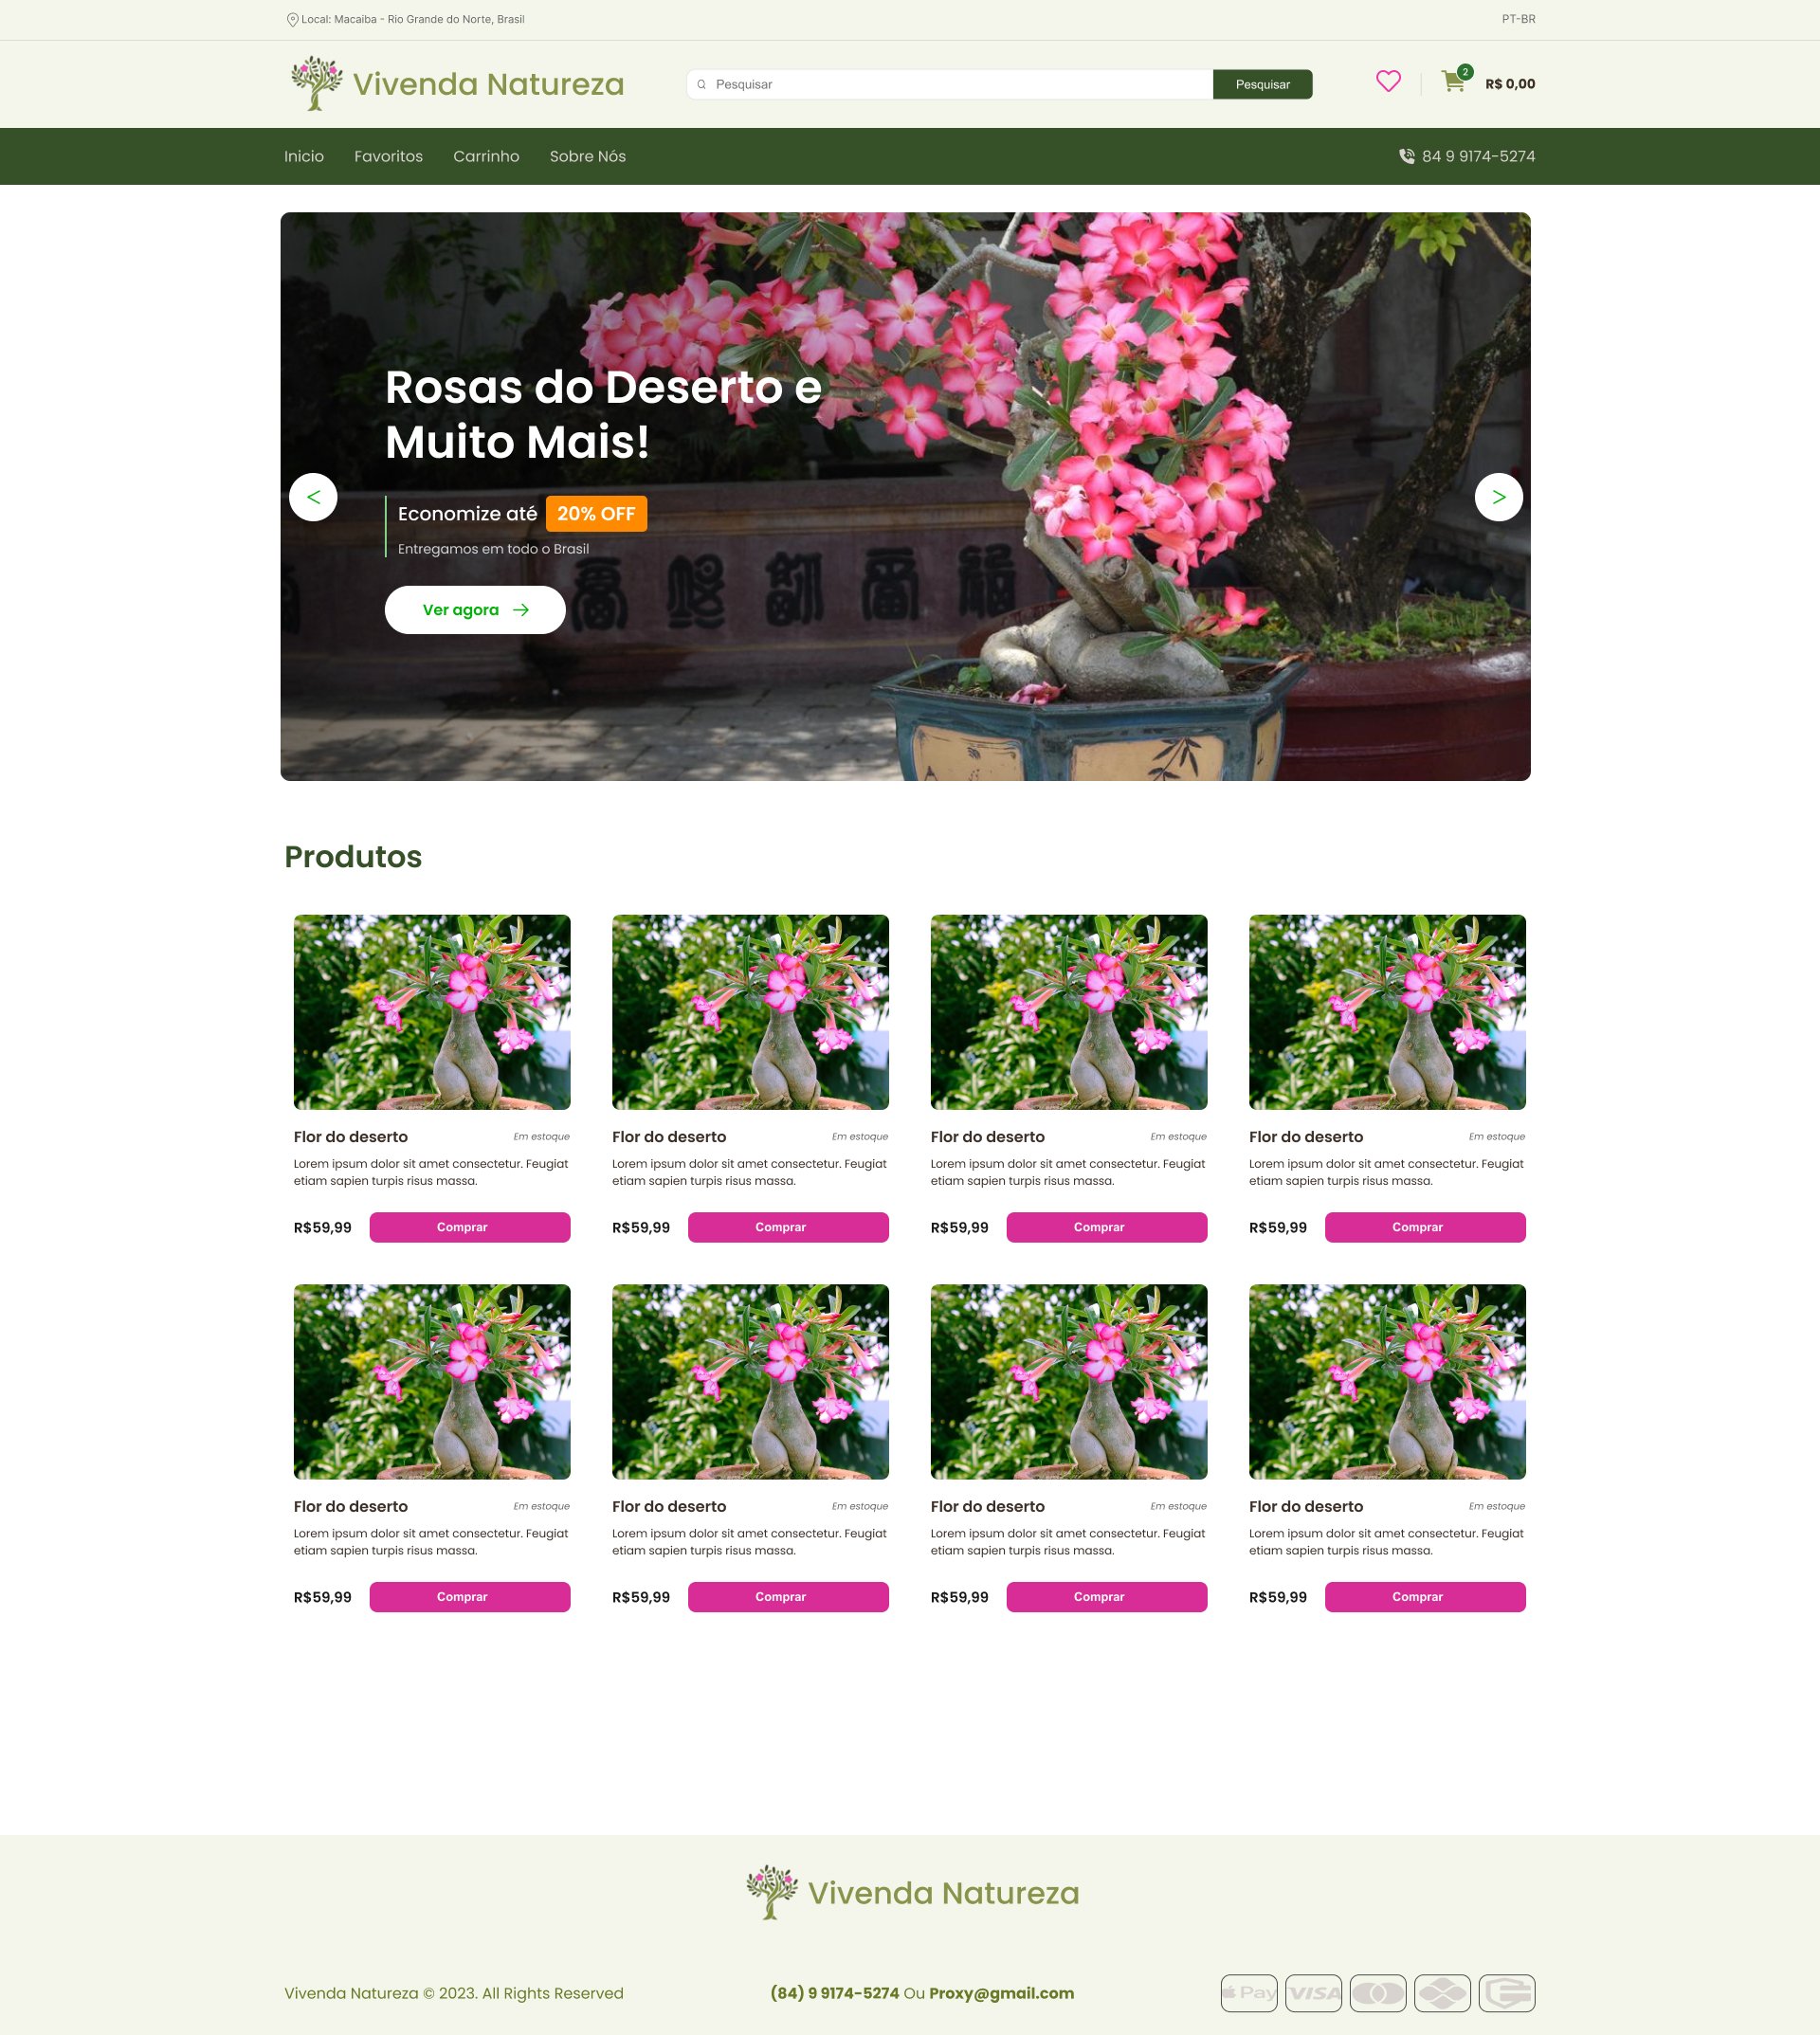 Local: Macaíba - Rio Grande do Norte, Brasil
PT-BR
Vivenda Natureza
Pesquisar
Pesquisar
2
R$ 0,00
Inicio
Favoritos
Carrinho
Sobre Nós
84 9 9174-5274
Rosas do Deserto e
Muito Mais!
Economize até 20% OFF
Entregamos em todo o Brasil
Ver agora
Produtos
Flor do deserto
Em estoque
Lorem ipsum dolor sit amet consectetur. Feugiat
etiam sapien turpis risus massa.
R$59,99
Comprar
Flor do deserto
Em estoque
Lorem ipsum dolor sit amet consectetur. Feugiat
etiam sapien turpis risus massa.
R$59,99
Comprar
Flor do deserto
Em estoque
Lorem ipsum dolor sit amet consectetur. Feugiat
etiam sapien turpis risus massa.
R$59,99
Comprar
Flor do deserto
Em estoque
Lorem ipsum dolor sit amet consectetur. Feugiat
etiam sapien turpis risus massa.
R$59,99
Comprar
Flor do deserto
Em estoque
Lorem ipsum dolor sit amet consectetur. Feugiat
etiam sapien turpis risus massa.
R$59,99
Comprar
Flor do deserto
Em estoque
Lorem ipsum dolor sit amet consectetur. Feugiat
etiam sapien turpis risus massa.
R$59,99
Comprar
Flor do deserto
Em estoque
Lorem ipsum dolor sit amet consectetur. Feugiat
etiam sapien turpis risus massa.
R$59,99
Comprar
Flor do deserto
Em estoque
Lorem ipsum dolor sit amet consectetur. Feugiat
etiam sapien turpis risus massa.
R$59,99
Comprar
Vivenda Natureza
Vivenda Natureza © 2023. All Rights Reserved
(84) 9 9174-5274 Ou Proxy@gmail.com
Pay
VISA